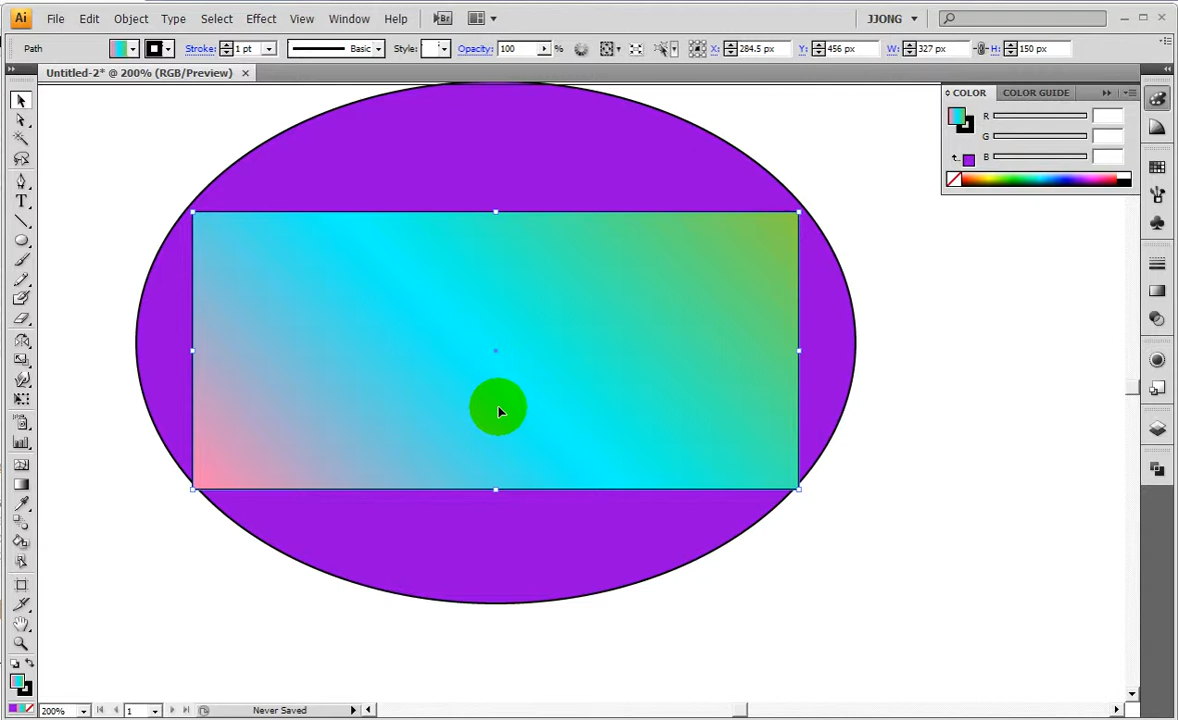 Ai File Edit Object Type Select Effect View Window Help Br JJONG
Path Stroke: 1 pt Basic Style: Opacity: 100 % X: 284.5 px Y: 456 px W: 327 px H: 150 px
Untitled-2* @ 200% (RGB/Preview)
COLOR COLOR GUIDE
R
G
B
T
200% 1 Never Saved